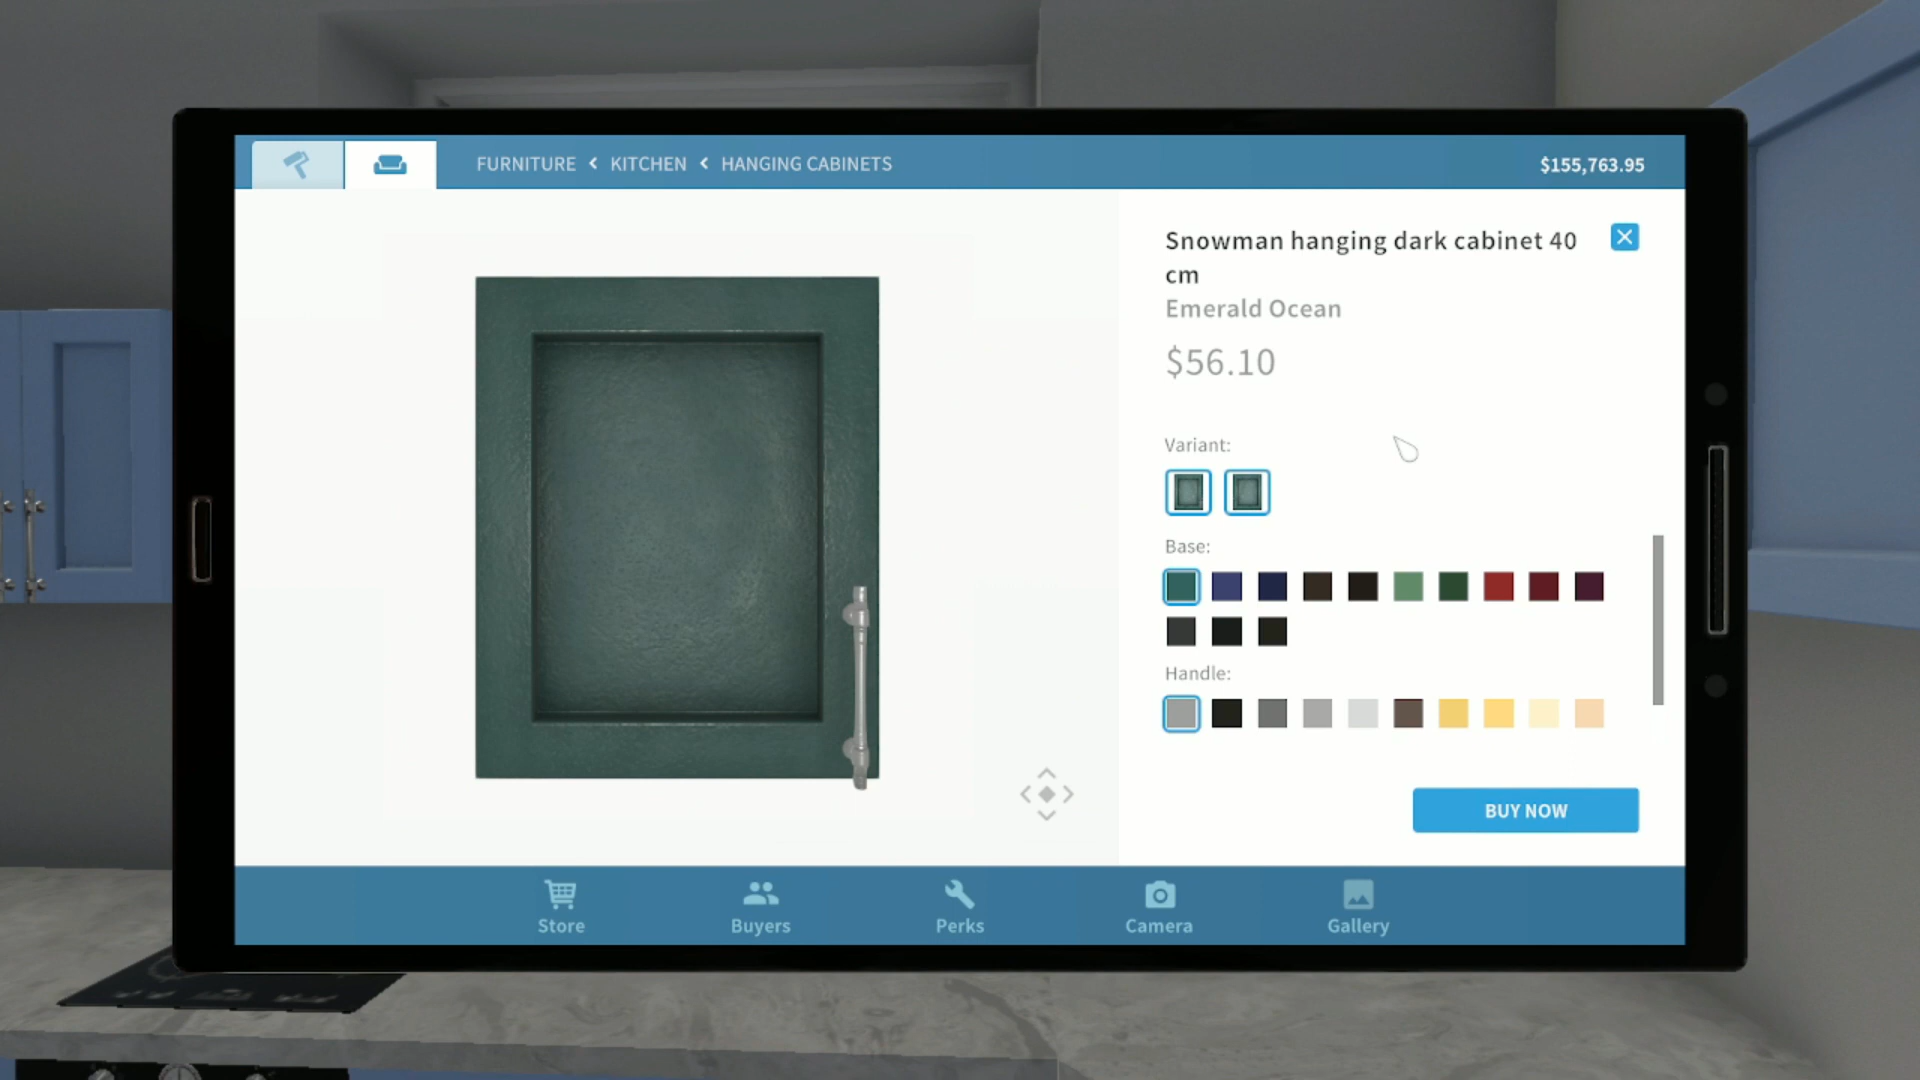 FURNITURE < KITCHEN < HANGING CABINETS
$155,763.95
Snowman hanging dark cabinet 40
cm
Emerald Ocean
$56.10
Variant:
Base:
Handle:
BUY NOW
Store
Buyers
Perks
Camera
Gallery